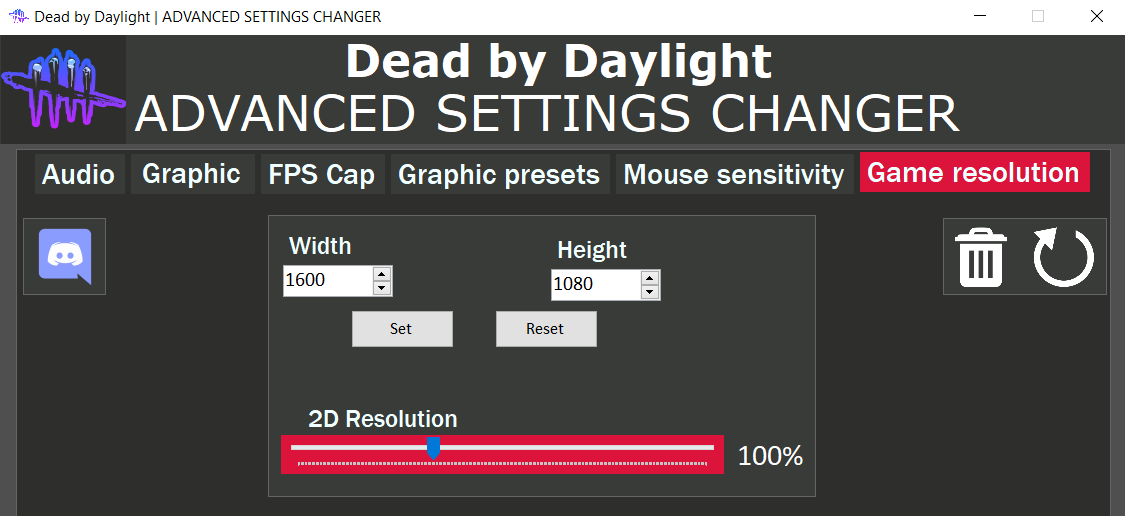 Dead by Daylight | ADVANCED SETTINGS CHANGER
Dead by Daylight
ADVANCED SETTINGS CHANGER
Audio Graphic FPS Cap Graphic presets Mouse sensitivity Game resolution
Width Height
1600 1080
Set Reset
2D Resolution
100%